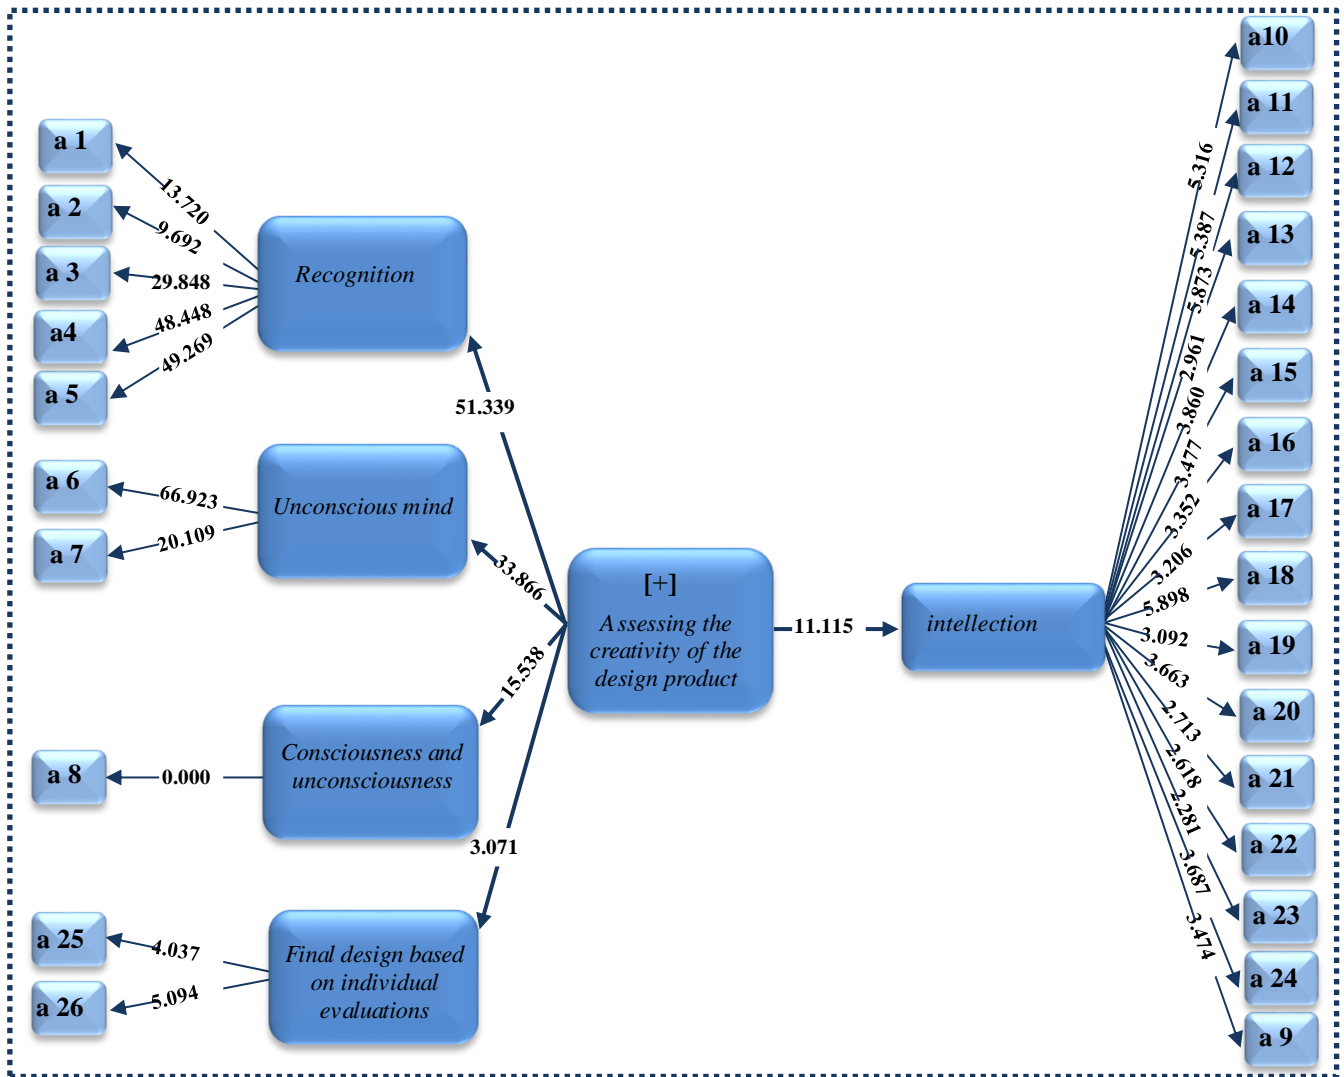 a 1
a 2
a 3
a4
a 5
13.720
9.692
29.848
48.448
49.269
Recognition
a 6
a 7
66.923
20.109
Unconscious mind
a 8
0.000
Consciousness and
unconsciousness
a 25
a 26
4.037
5.094
Final design based
on individual
evaluations
51.339
33.866
15.538
3.071
[+]
Assessing the
creativity of the
design product
11.115
intellection
5.316
5.387
5.873
2.961
3.860
3.477
3.352
3.206
5.898
3.092
3.663
2.713
2.618
2.281
3.687
3.474
a10
a 11
a 12
a 13
a 14
a 15
a 16
a 17
a 18
a 19
a 20
a 21
a 22
a 23
a 24
a 9